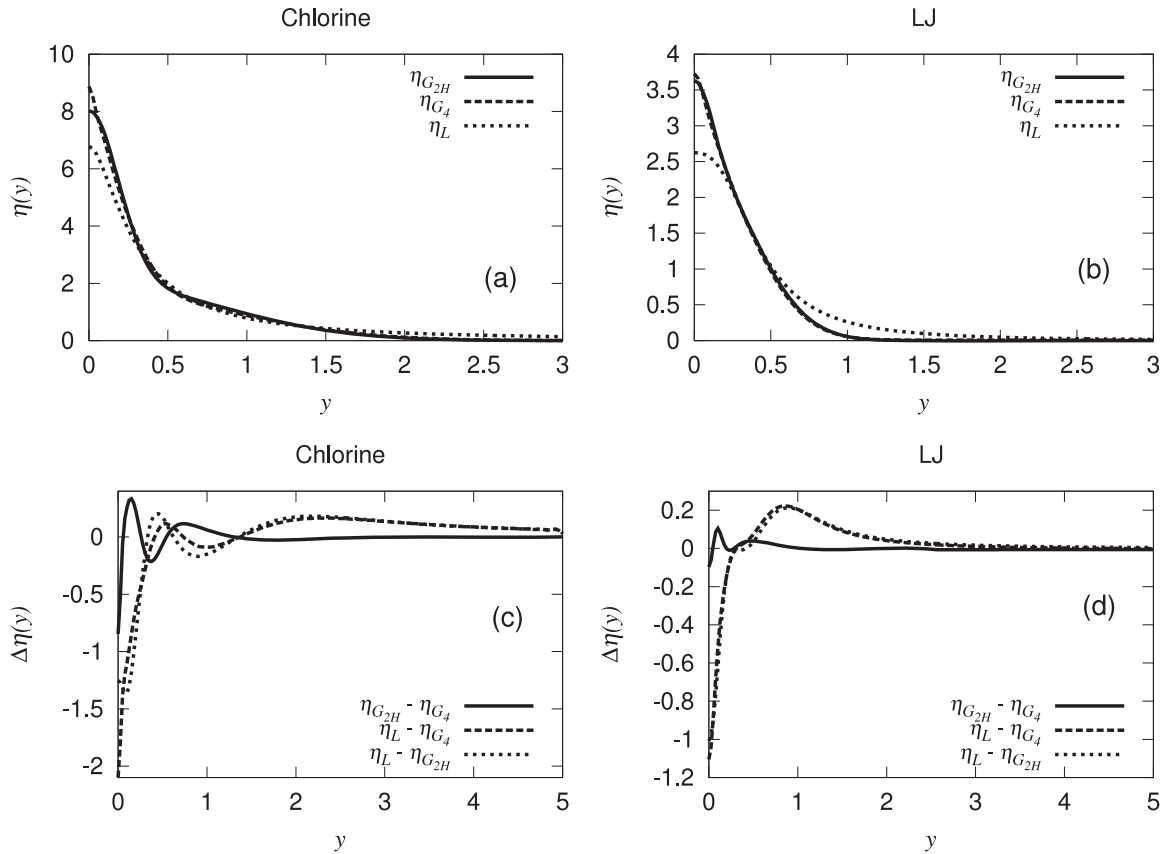 Chlorine
10
8
6
4
2
0
η(y)
η_{G_{2H}}
η_{G_4}
η_L
(a)
0 0.5 1 1.5 2 2.5 3
y
LJ
4
3.5
3
2.5
2
1.5
1
0.5
0
η(y)
η_{G_{2H}}
η_{G_4}
η_L
(b)
0 0.5 1 1.5 2 2.5 3
y
Chlorine
0
-0.5
-1
-1.5
-2
Δη(y)
(c)
η_{G_{2H}} - η_{G_4}
η_L - η_{G_4}
η_L - η_{G_{2H}}
0 1 2 3 4 5
y
LJ
0.2
0
-0.2
-0.4
-0.6
-0.8
-1
-1.2
Δη(y)
(d)
η_{G_{2H}} - η_{G_4}
η_L - η_{G_4}
η_L - η_{G_{2H}}
0 1 2 3 4 5
y